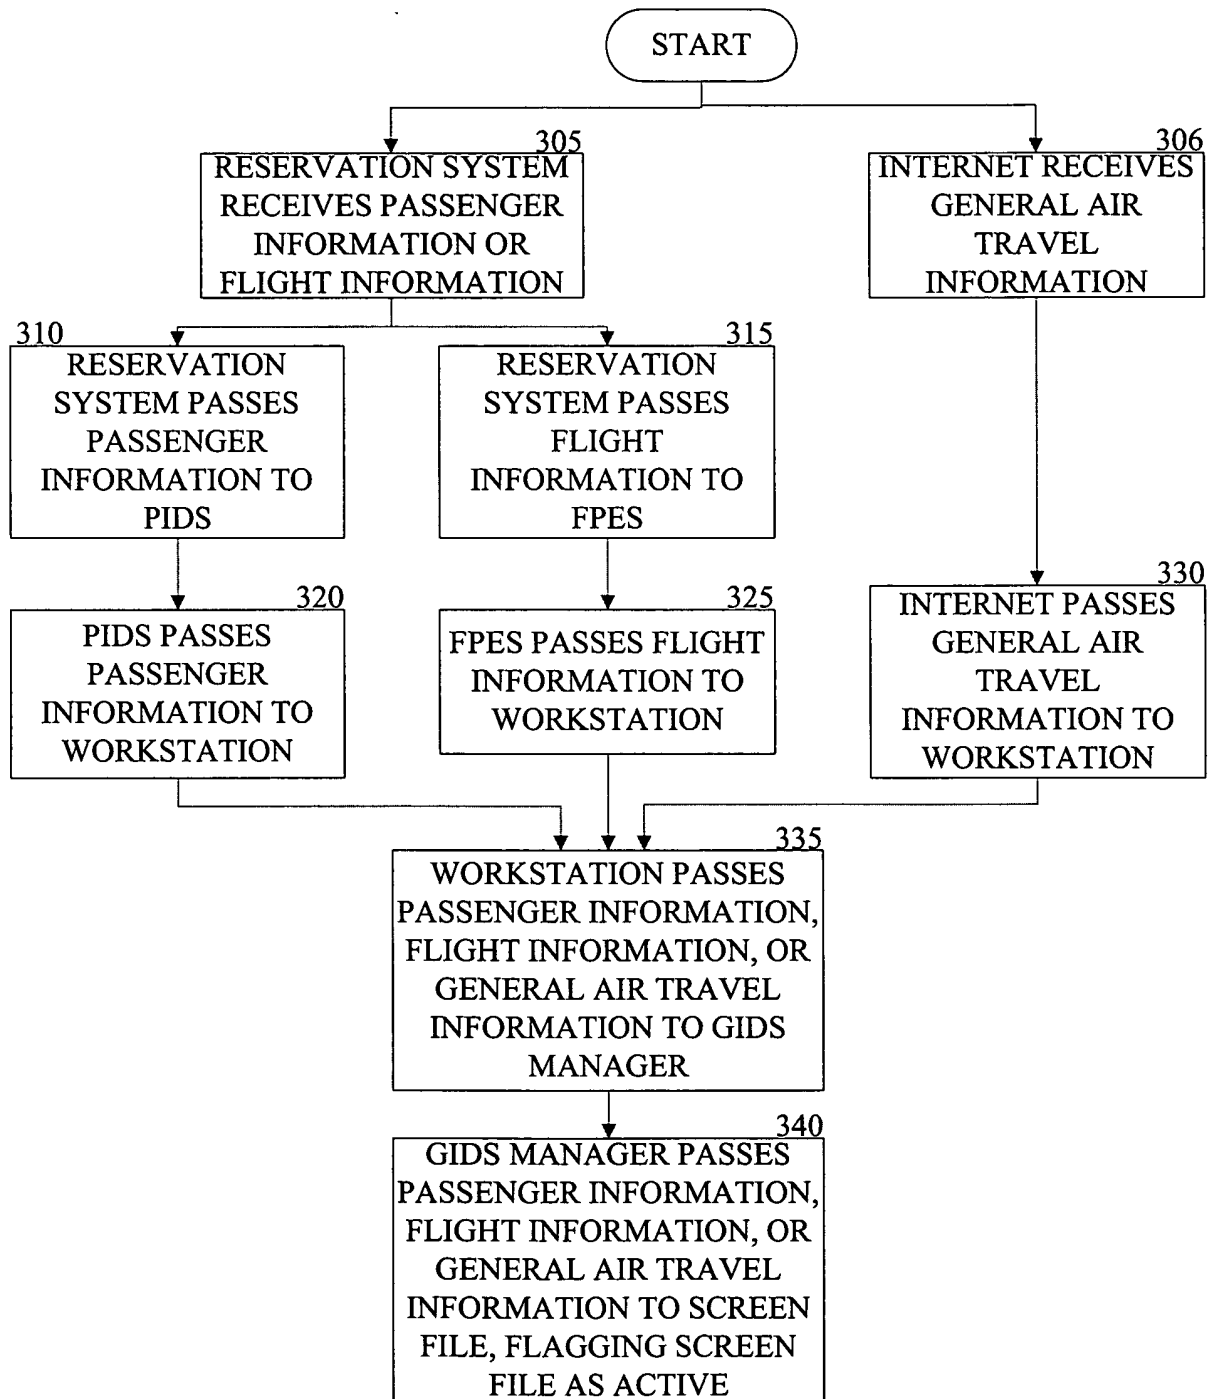 START
305
RESERVATION SYSTEM
RECEIVES PASSENGER
INFORMATION OR
FLIGHT INFORMATION
306
INTERNET RECEIVES
GENERAL AIR
TRAVEL
INFORMATION
310
RESERVATION
SYSTEM PASSES
PASSENGER
INFORMATION TO
PIDS
315
RESERVATION
SYSTEM PASSES
FLIGHT
INFORMATION TO
FPES
320
PIDS PASSES
PASSENGER
INFORMATION TO
WORKSTATION
325
FPES PASSES FLIGHT
INFORMATION TO
WORKSTATION
330
INTERNET PASSES
GENERAL AIR
TRAVEL
INFORMATION TO
WORKSTATION
335
WORKSTATION PASSES
PASSENGER INFORMATION,
FLIGHT INFORMATION, OR
GENERAL AIR TRAVEL
INFORMATION TO GIDS
MANAGER
340
GIDS MANAGER PASSES
PASSENGER INFORMATION,
FLIGHT INFORMATION, OR
GENERAL AIR TRAVEL
INFORMATION TO SCREEN
FILE, FLAGGING SCREEN
FILE AS ACTIVE